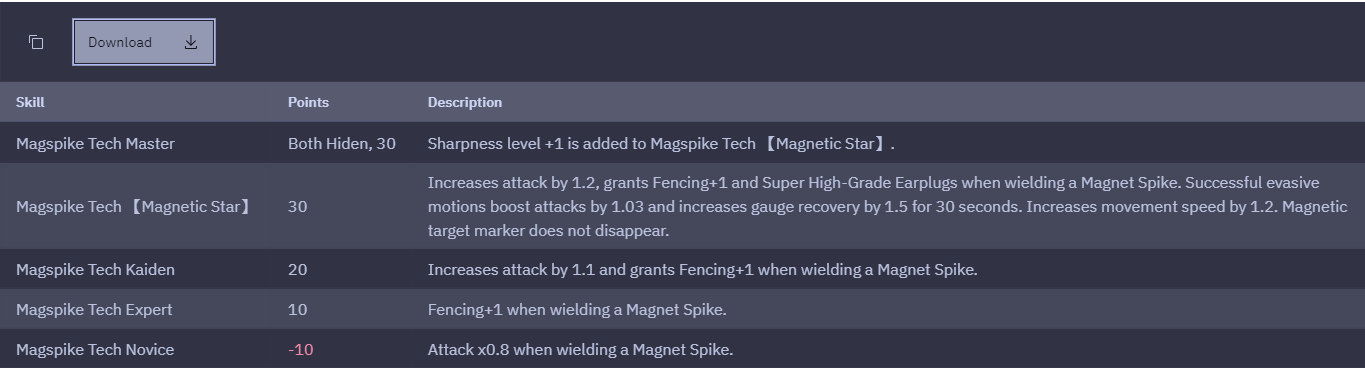 Download
Skill Points Description
Magspike Tech Master Both Hiden, 30 Sharpness level +1 is added to Magspike Tech 【Magnetic Star】.
Increases attack by 1.2, grants Fencing+1 and Super High-Grade Earplugs when wielding a Magnet Spike. Successful evasive
Magspike Tech 【Magnetic Star】 30 motions boost attacks by 1.03 and increases gauge recovery by 1.5 for 30 seconds. Increases movement speed by 1.2. Magnetic
target marker does not disappear.
Magspike Tech Kaiden 20 Increases attack by 1.1 and grants Fencing+1 when wielding a Magnet Spike.
Magspike Tech Expert 10 Fencing+1 when wielding a Magnet Spike.
Magspike Tech Novice -10 Attack x0.8 when wielding a Magnet Spike.